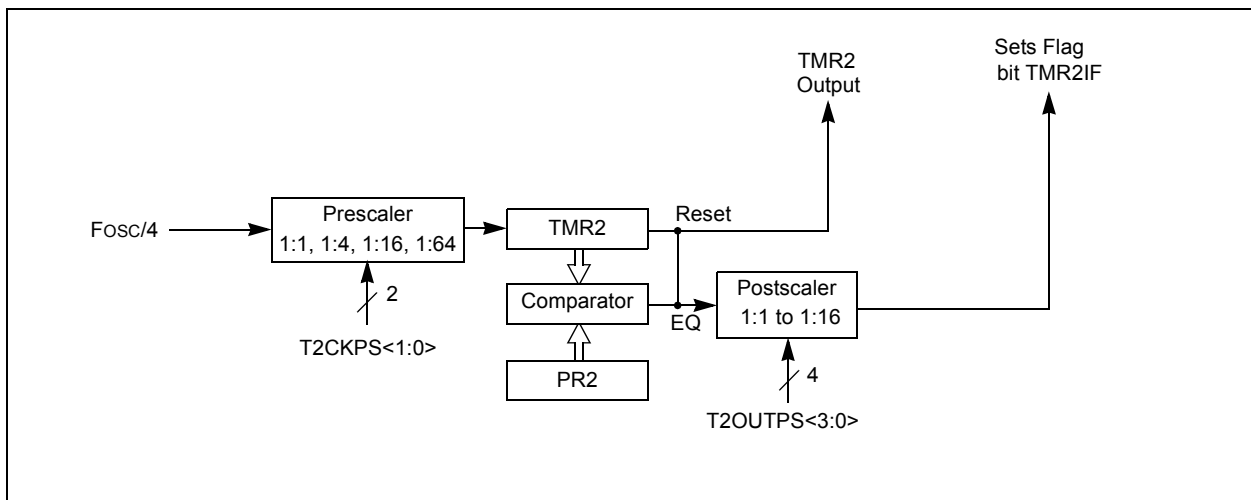 TMR2
Output
Sets Flag
bit TMR2IF
FOSC/4
Prescaler
1:1, 1:4, 1:16, 1:64
TMR2
Reset
2
Comparator
EQ
Postscaler
1:1 to 1:16
T2CKPS<1:0>
PR2
4
T2OUTPS<3:0>